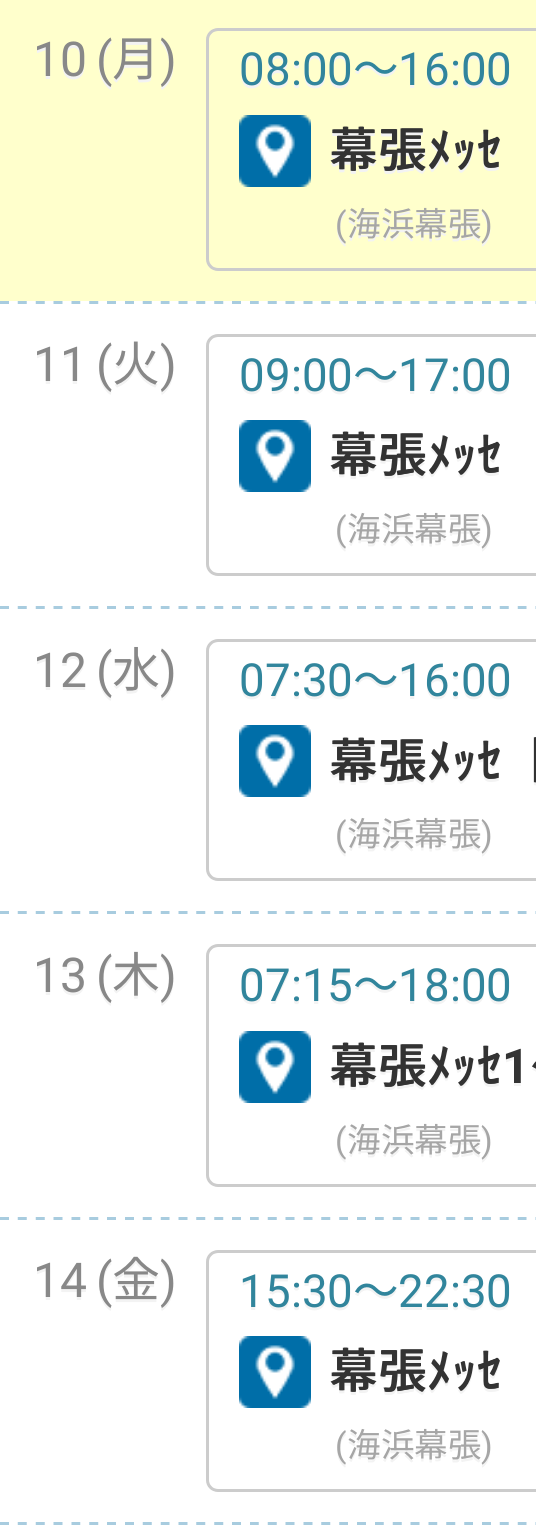 10 (月)
08:00～16:00
幕張ﾒｯｾ
(海浜幕張)
11 (火)
09:00～17:00
幕張ﾒｯｾ
(海浜幕張)
12 (水)
07:30～16:00
幕張ﾒｯｾ
(海浜幕張)
13 (木)
07:15～18:00
幕張ﾒｯｾ1
(海浜幕張)
14 (金)
15:30～22:30
幕張ﾒｯｾ
(海浜幕張)